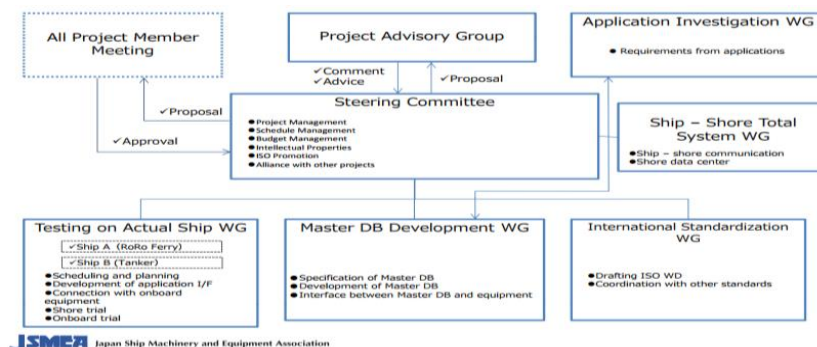 All Project Member
Meeting
Project Advisory Group
Application Investigation WG
●Requirements from applications
✓Comment
✓Advice
✓Proposal
✓Proposal
✓Approval
Steering Committee
●Project Management
●Schedule Management
●Budget Management
●Intellectual Properties
●ISO Promotion
●Alliance with other projects
Ship – Shore Total
System WG
●Ship – shore communication
●Shore data center
Testing on Actual Ship WG
✓Ship A (RoRo Ferry)
✓Ship B (Tanker)
●Scheduling and planning
●Development of application I/F
●Connection with onboard
equipment
●Shore trial
●Onboard trial
Master DB Development WG
●Specification of Master DB
●Development of Master DB
●Interface between Master DB and equipment
International Standardization
WG
●Drafting ISO WD
●Coordination with other standards
JSMEA Japan Ship Machinery and Equipment Association